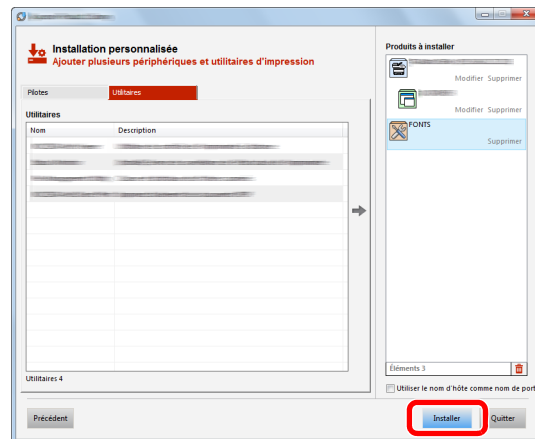 Installation personnalisée
Ajouter plusieurs périphériques et utilitaires d'impression
Pilotes
Utilitaires
Utilitaires
Nom
Description
Utilitaires 4
Produits à installer
Modifier Supprimer
Modifier Supprimer
FONTS
Supprimer
Éléments 3
Utiliser le nom d'hôte comme nom de port
Précédent
Installer
Quitter